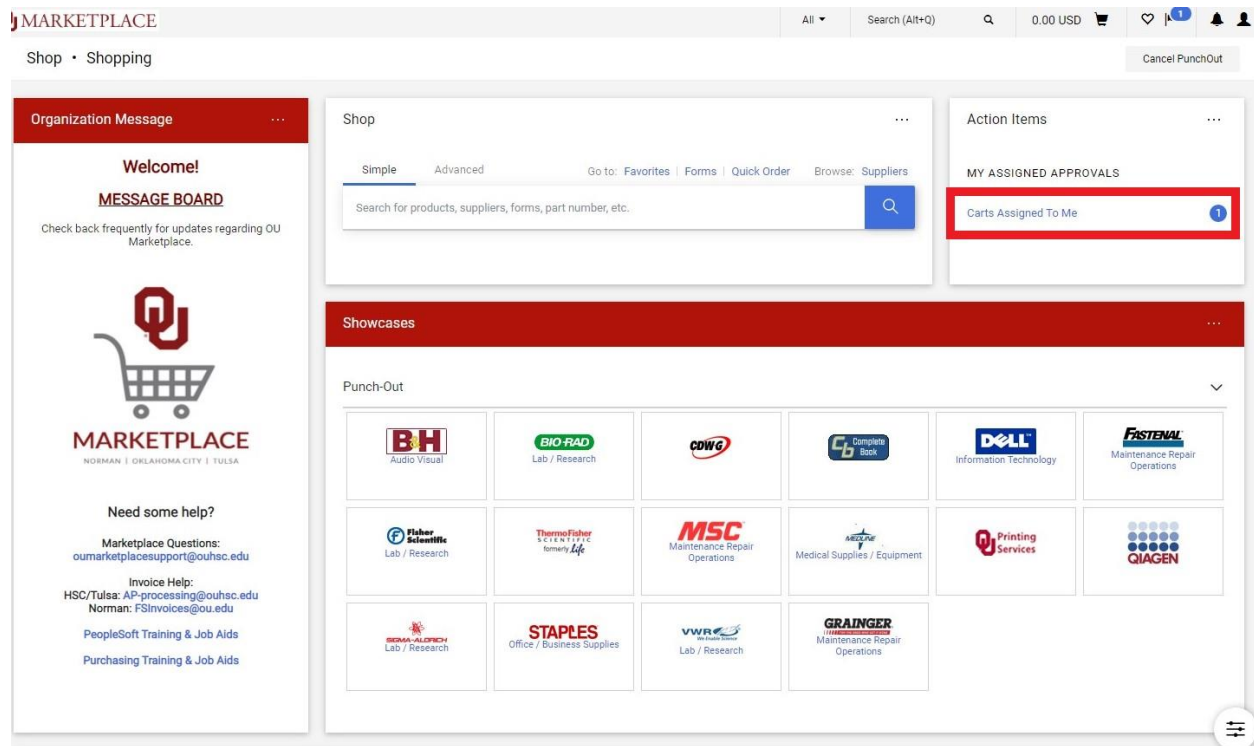 MARKETPLACE
All
Search (Alt+Q)
0.00 USD
1
Shop • Shopping
Cancel PunchOut
Organization Message
...
Welcome!
MESSAGE BOARD
Check back frequently for updates regarding OU
Marketplace.
MARKETPLACE
NORMAN | OKLAHOMA CITY | TULSA
Need some help?
Marketplace Questions:
oumarketplacesupport@ouhsc.edu
Invoice Help:
HSC/Tulsa: AP-processing@ouhsc.edu
Norman: FSInvoices@ou.edu
PeopleSoft Training & Job Aids
Purchasing Training & Job Aids
Shop
...
Simple Advanced Go to: Favorites | Forms | Quick Order Browse: Suppliers
Search for products, suppliers, forms, part number, etc.
Action Items
...
MY ASSIGNED APPROVALS
Carts Assigned To Me 1
Showcases
...
Punch-Out
B&H
Audio Visual
BIO-RAD
Lab / Research
CDWG
Cb Complete
Book
DELL
Information Technology
FASTENAL
Maintenance Repair
Operations
Fisher
Scientific
Lab / Research
ThermoFisher
SCIENTIFIC
formerly life
MSC
Maintenance Repair
Operations
MEDLINE
Medical Supplies / Equipment
OU Printing
Services
QIAGEN
SIGMA-ALDRICH
Lab / Research
STAPLES
Office / Business Supplies
VWR
We Enable Science
Lab / Research
GRAINGER
Maintenance Repair
Operations